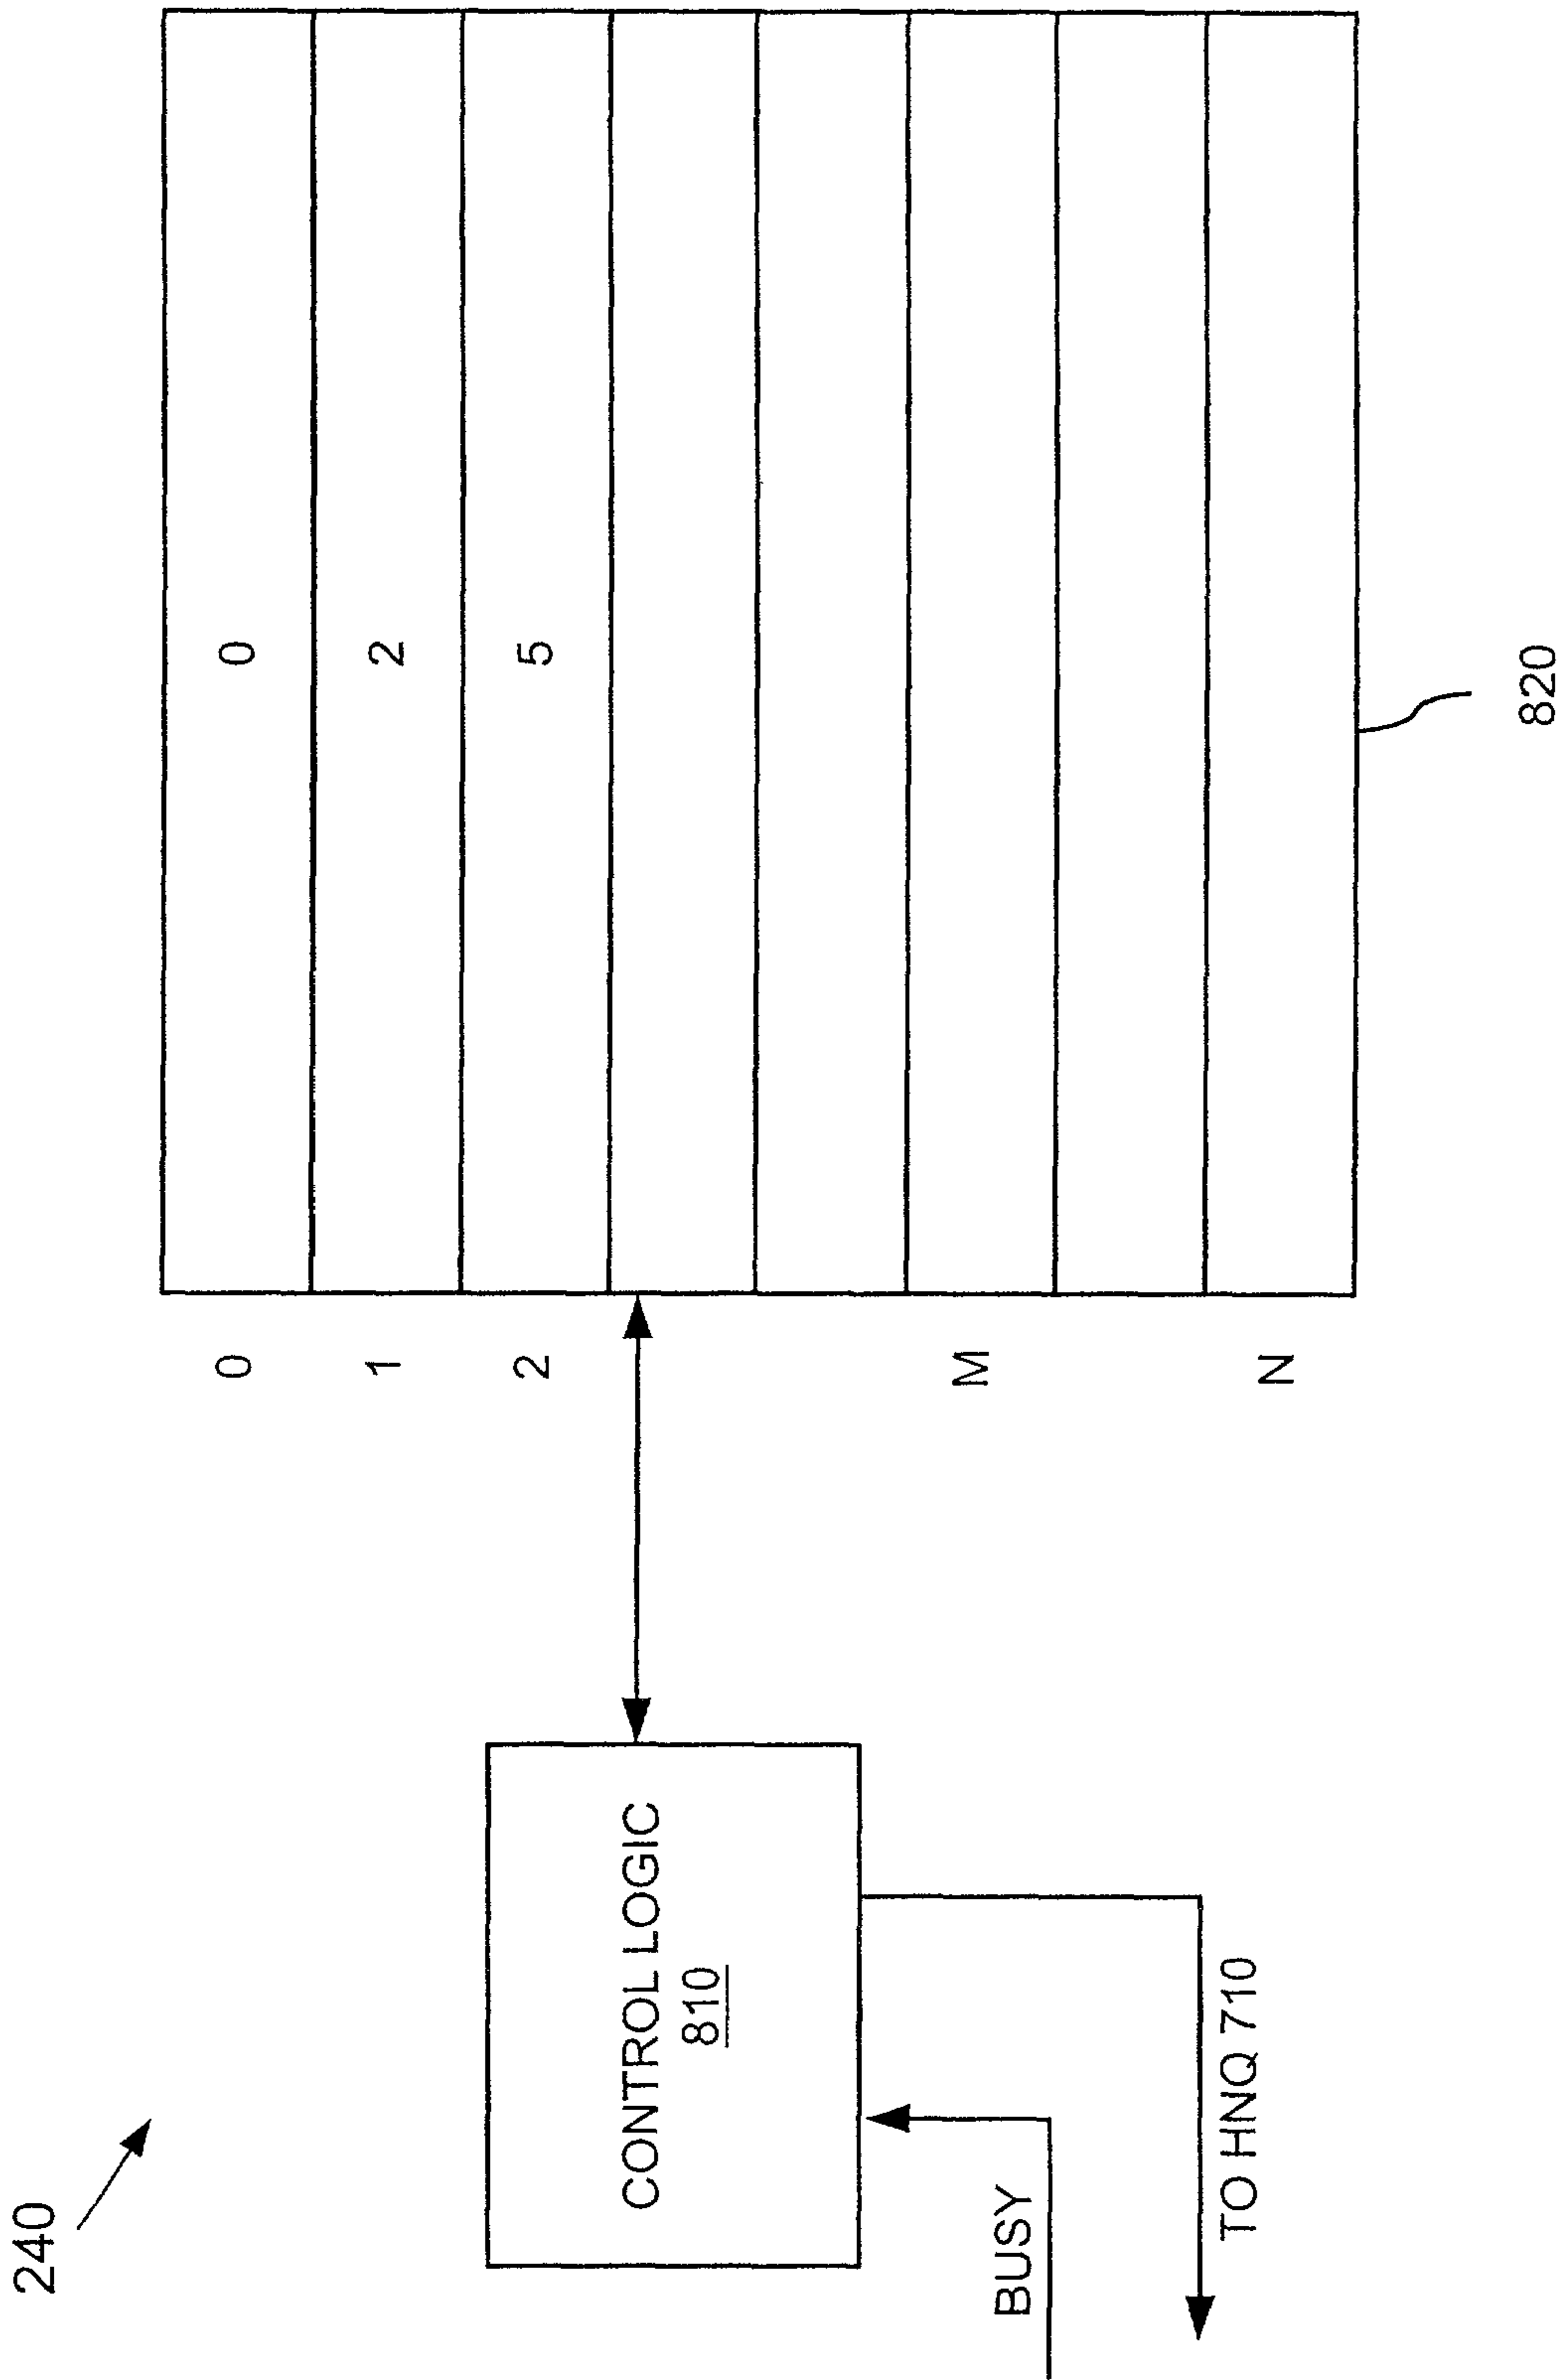 240
0 0
1 2
2 5
CONTROL LOGIC
810
M
BUSY
N
TO HNQ 710
820